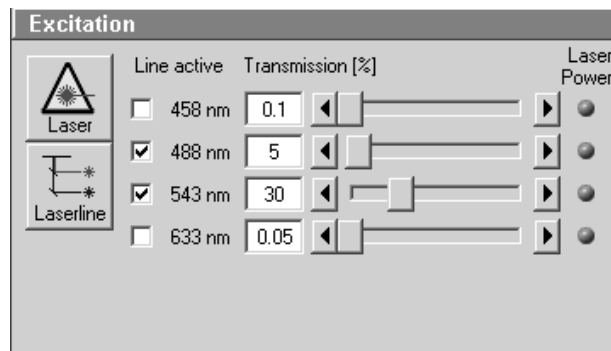 Excitation
Laser
Power
Line active Transmission [%]
Laser
458 nm 0.1
488 nm 5
Laserline
543 nm 30
633 nm 0.05